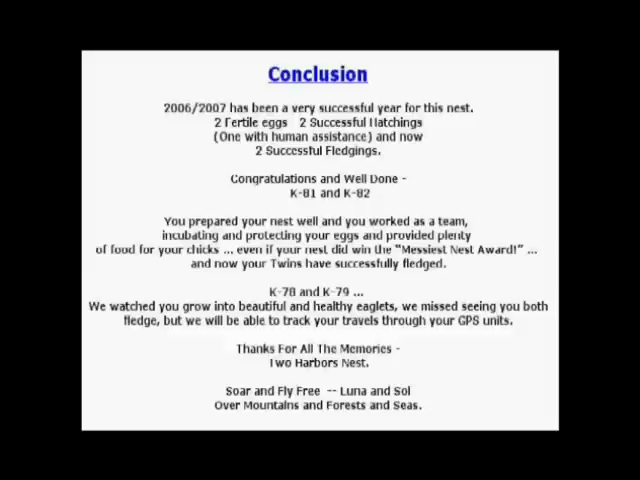 Conclusion
2006/2007 has been a very successful year for this nest.
2 Fertile eggs 2 Successful Hatchings
(One with human assistance) and now
2 Successful Fledgings.
Congratulations and Well Done -
K-81 and K-82
You prepared your nest well and you worked as a team,
incubating and protecting your eggs and provided plenty
of food for your chicks ... even if your nest did win the "Messiest Nest Award!" ...
and now your Twins have successfully fledged.
K-78 and K-79 ...
We watched you grow into beautiful and healthy eaglets, we missed seeing you both
fledge, but we will be able to track your travels through your GPS units.
Thanks For All The Memories -
Two Harbors Nest.
Soar and Fly Free -- Luna and Sol
Over Mountains and Forests and Seas.